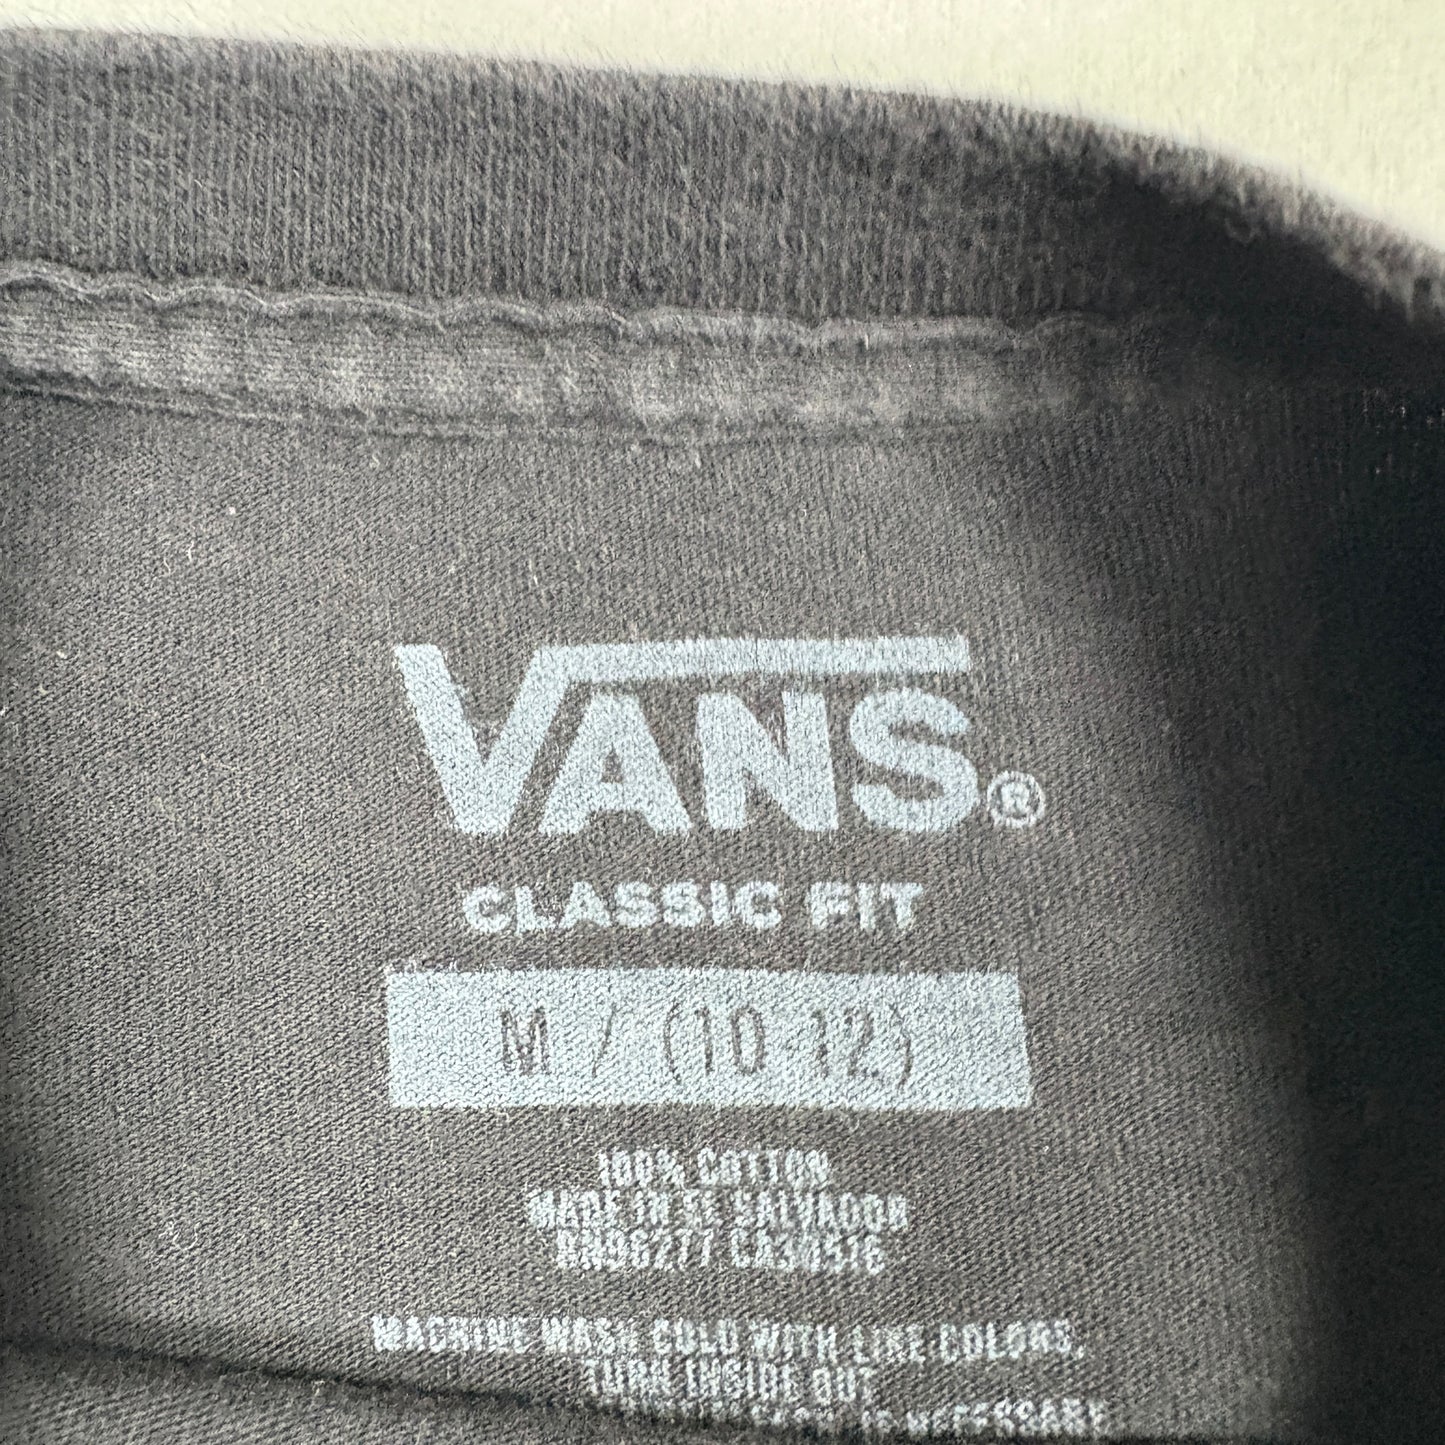 VANS®
CLASSIC FIT
M / (10-12)
100% COTTON
MADE IN EL SALVADOR
MACHINE WASH COLD WITH LIKE COLORS,
TURN INSIDE OUT
NECESSARY